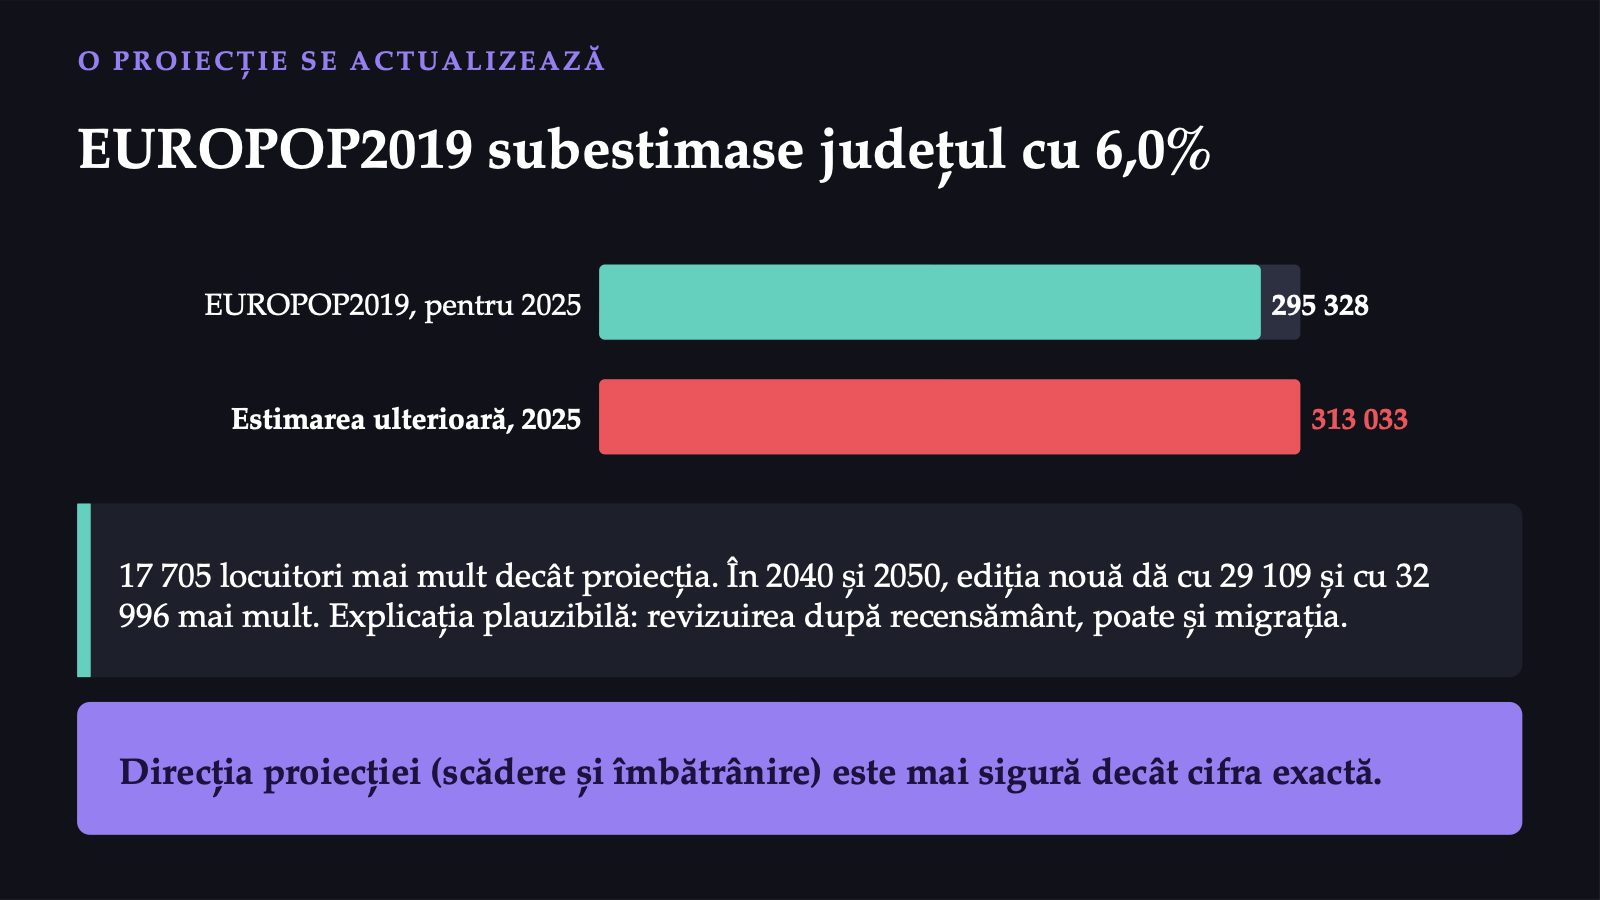 O PROIECȚIE SE ACTUALIZEAZĂ
EUROPOP2019 subestimase județul cu 6,0%
EUROPOP2019, pentru 2025
295 328
Estimarea ulterioară, 2025
313 033
17 705 locuitori mai mult decât proiecția. În 2040 și 2050, ediția nouă dă cu 29 109 și cu 32
996 mai mult. Explicația plauzibilă: revizuirea după recensământ, poate și migrația.
Direcția proiecției (scădere și îmbătrânire) este mai sigură decât cifra exactă.